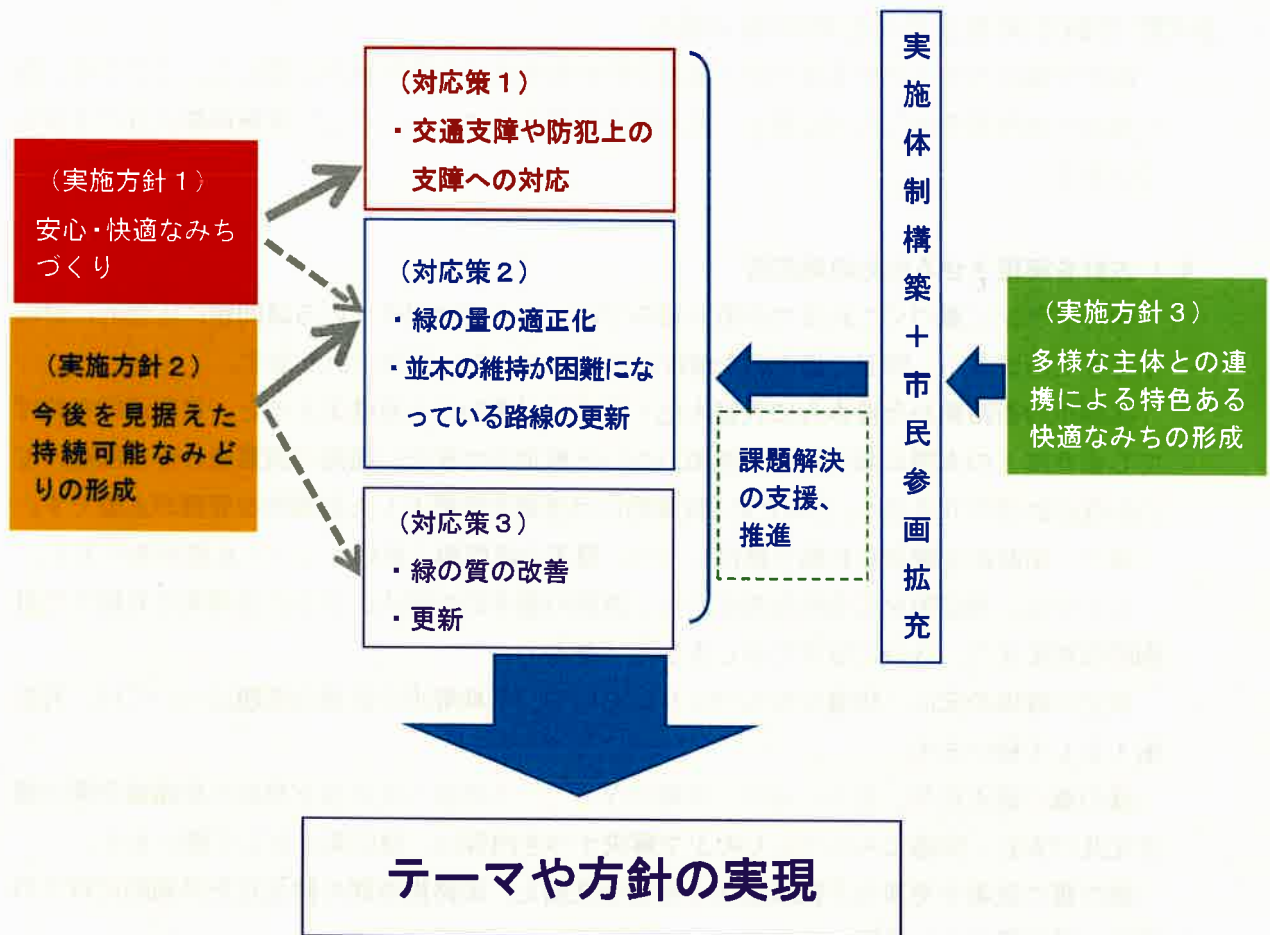 （実施方針１）
安心・快適なみち
づくり
（実施方針２）
今後を見据えた
持続可能なみど
りの形成
（対応策１）
・交通支障や防犯上の
支障への対応
（対応策２）
・緑の量の適正化
・並木の維持が困難にな
っている路線の更新
（対応策３）
・緑の質の改善
・更新
課題解決
の支援、
推進
実施体制構築＋市民参画拡充
（実施方針３）
多様な主体との連
携による特色ある
快適なみちの形成
テーマや方針の実現